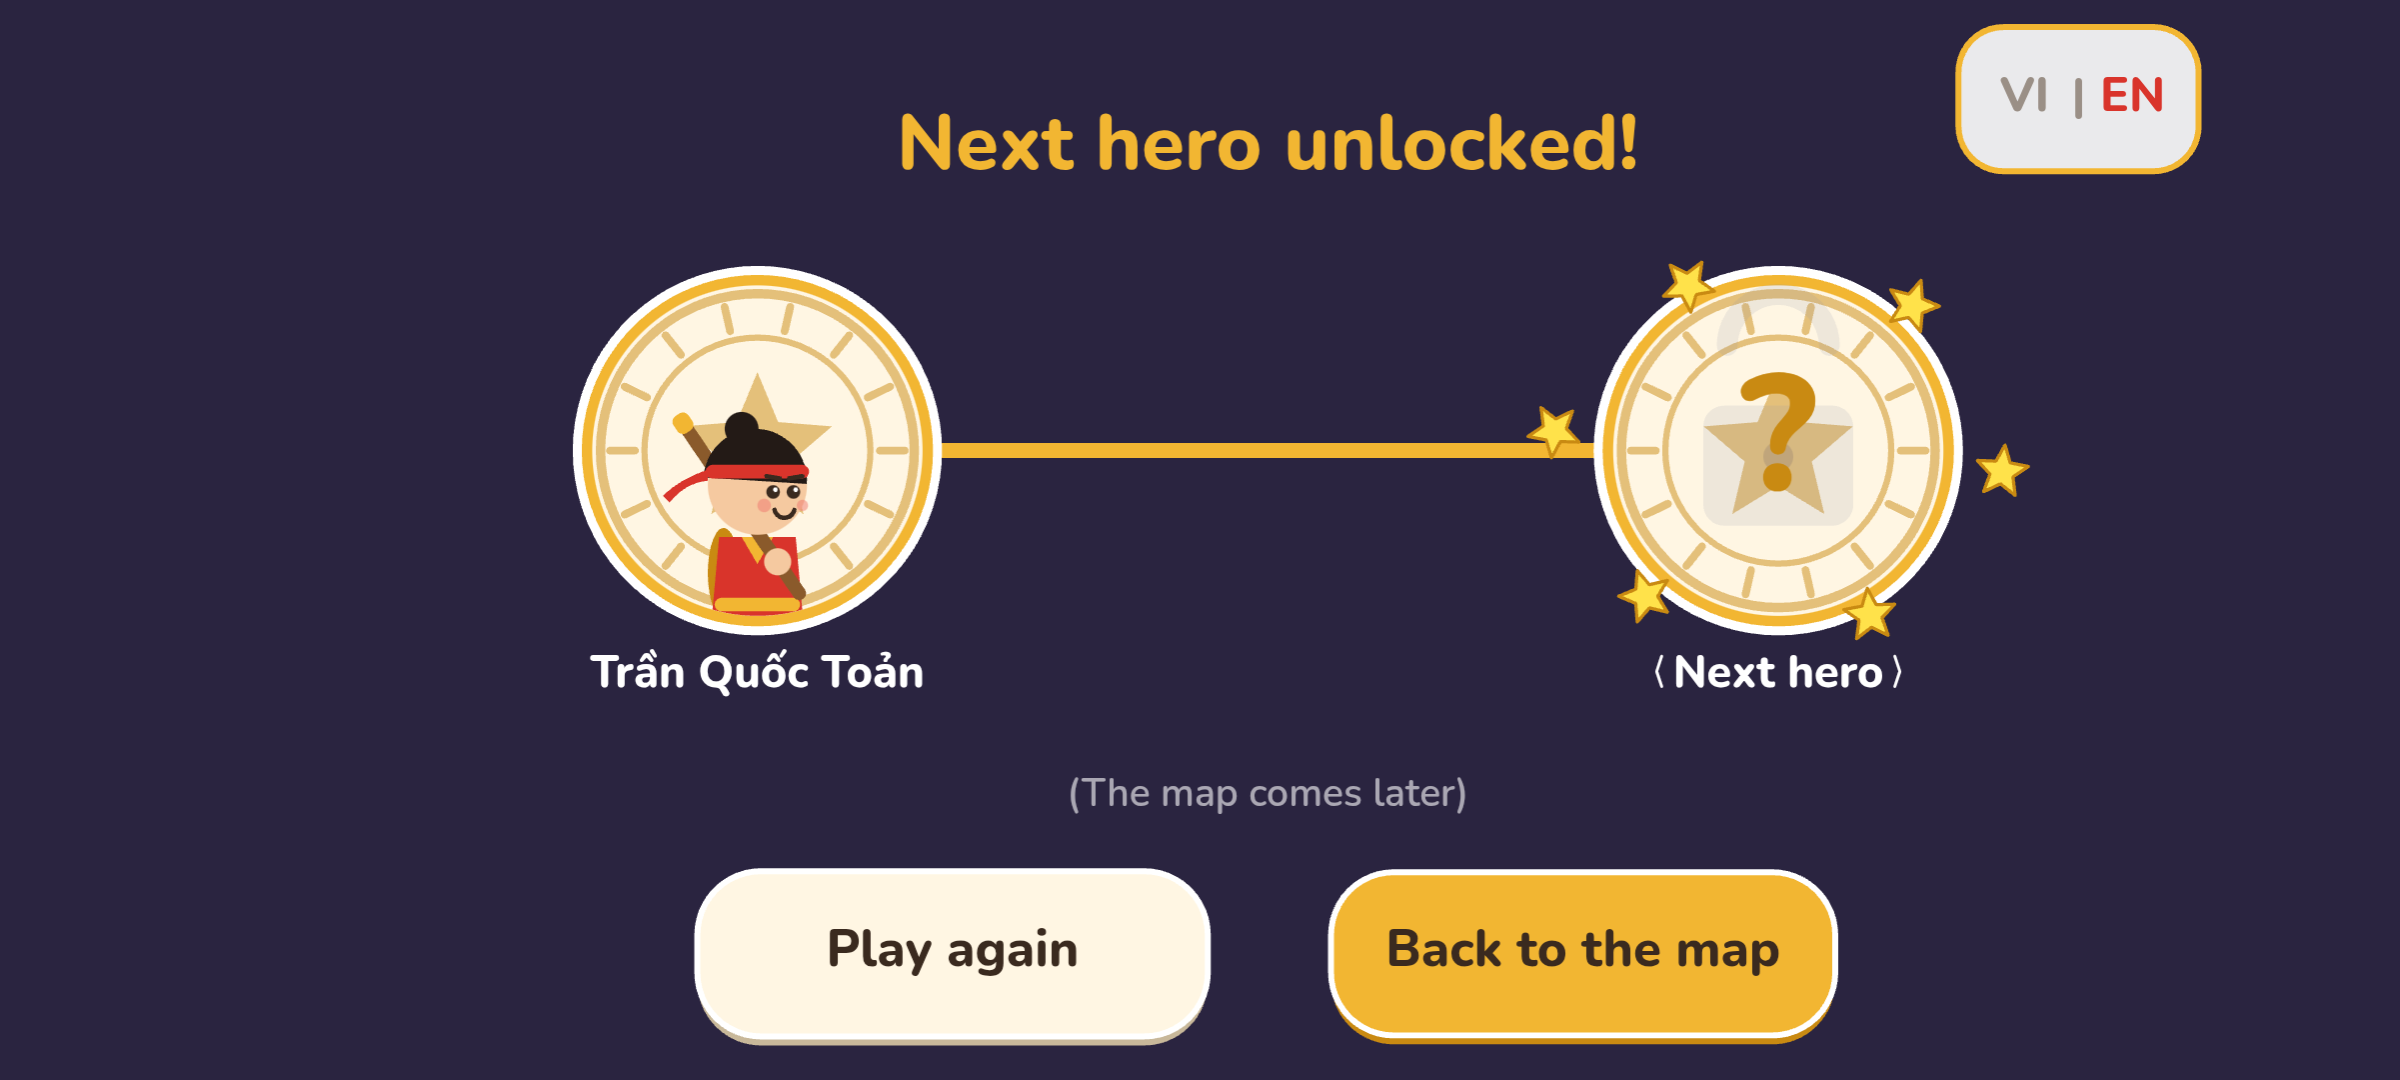 VI | EN
Next hero unlocked!
?
Trần Quốc Toản
⟨Next hero⟩
(The map comes later)
Play again
Back to the map